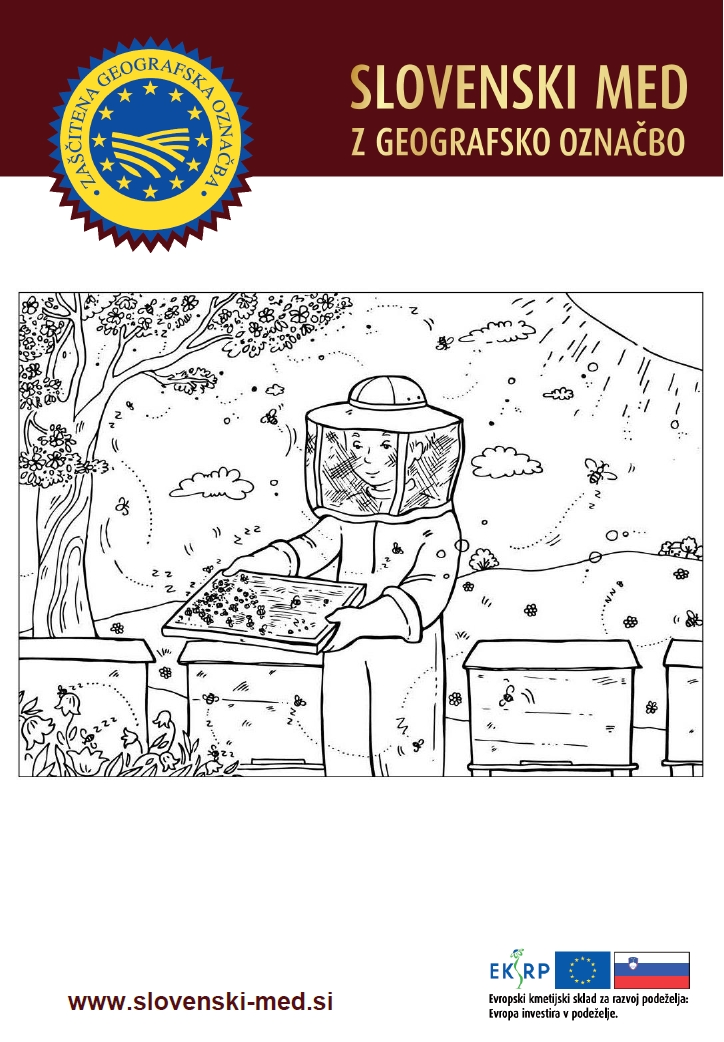 ZAŠČITENA GEOGRAFSKA OZNAČBA
SLOVENSKI MED
Z GEOGRAFSKO OZNAČBO
z z
z z z
z z
z z
z z z
z z z z
z z
www.slovenski-med.si
EKSRP
Evropski kmetijski sklad za razvoj podeželja:
Evropa investira v podeželje.